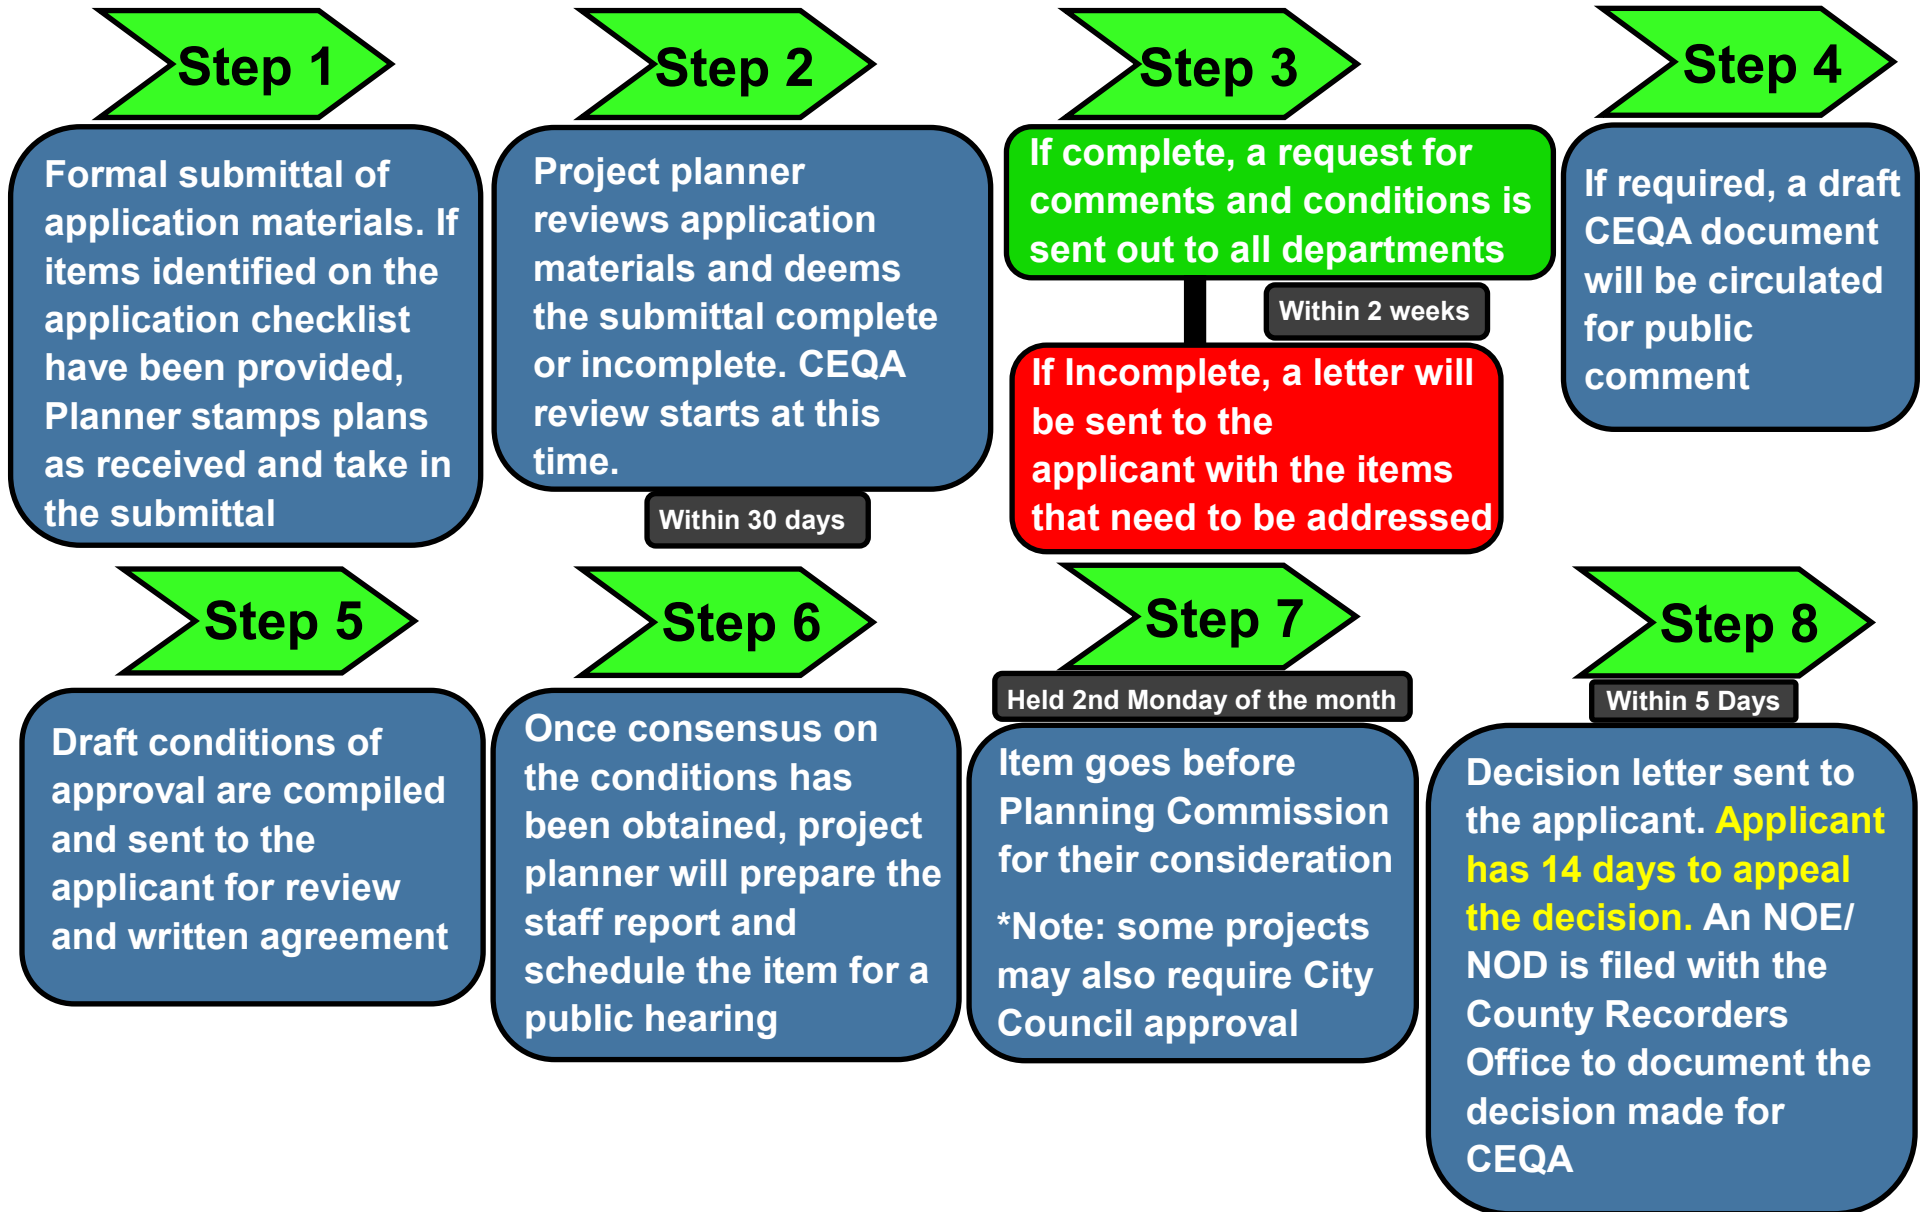 Step 1
Formal submittal of
application materials. If
items identified on the
application checklist
have been provided,
Planner stamps plans
as received and take in
the submittal
Step 2
Project planner
reviews application
materials and deems
the submittal complete
or incomplete. CEQA
review starts at this
time.
Within 30 days
Step 3
If complete, a request for
comments and conditions is
sent out to all departments
Within 2 weeks
If Incomplete, a letter will
be sent to the
applicant with the items
that need to be addressed
Step 4
If required, a draft
CEQA document
will be circulated
for public
comment
Step 5
Draft conditions of
approval are compiled
and sent to the
applicant for review
and written agreement
Step 6
Once consensus on
the conditions has
been obtained, project
planner will prepare the
staff report and
schedule the item for a
public hearing
Step 7
Held 2nd Monday of the month
Item goes before
Planning Commission
for their consideration
*Note: some projects
may also require City
Council approval
Step 8
Within 5 Days
Decision letter sent to
the applicant. Applicant
has 14 days to appeal
the decision. An NOE/
NOD is filed with the
County Recorders
Office to document the
decision made for
CEQA